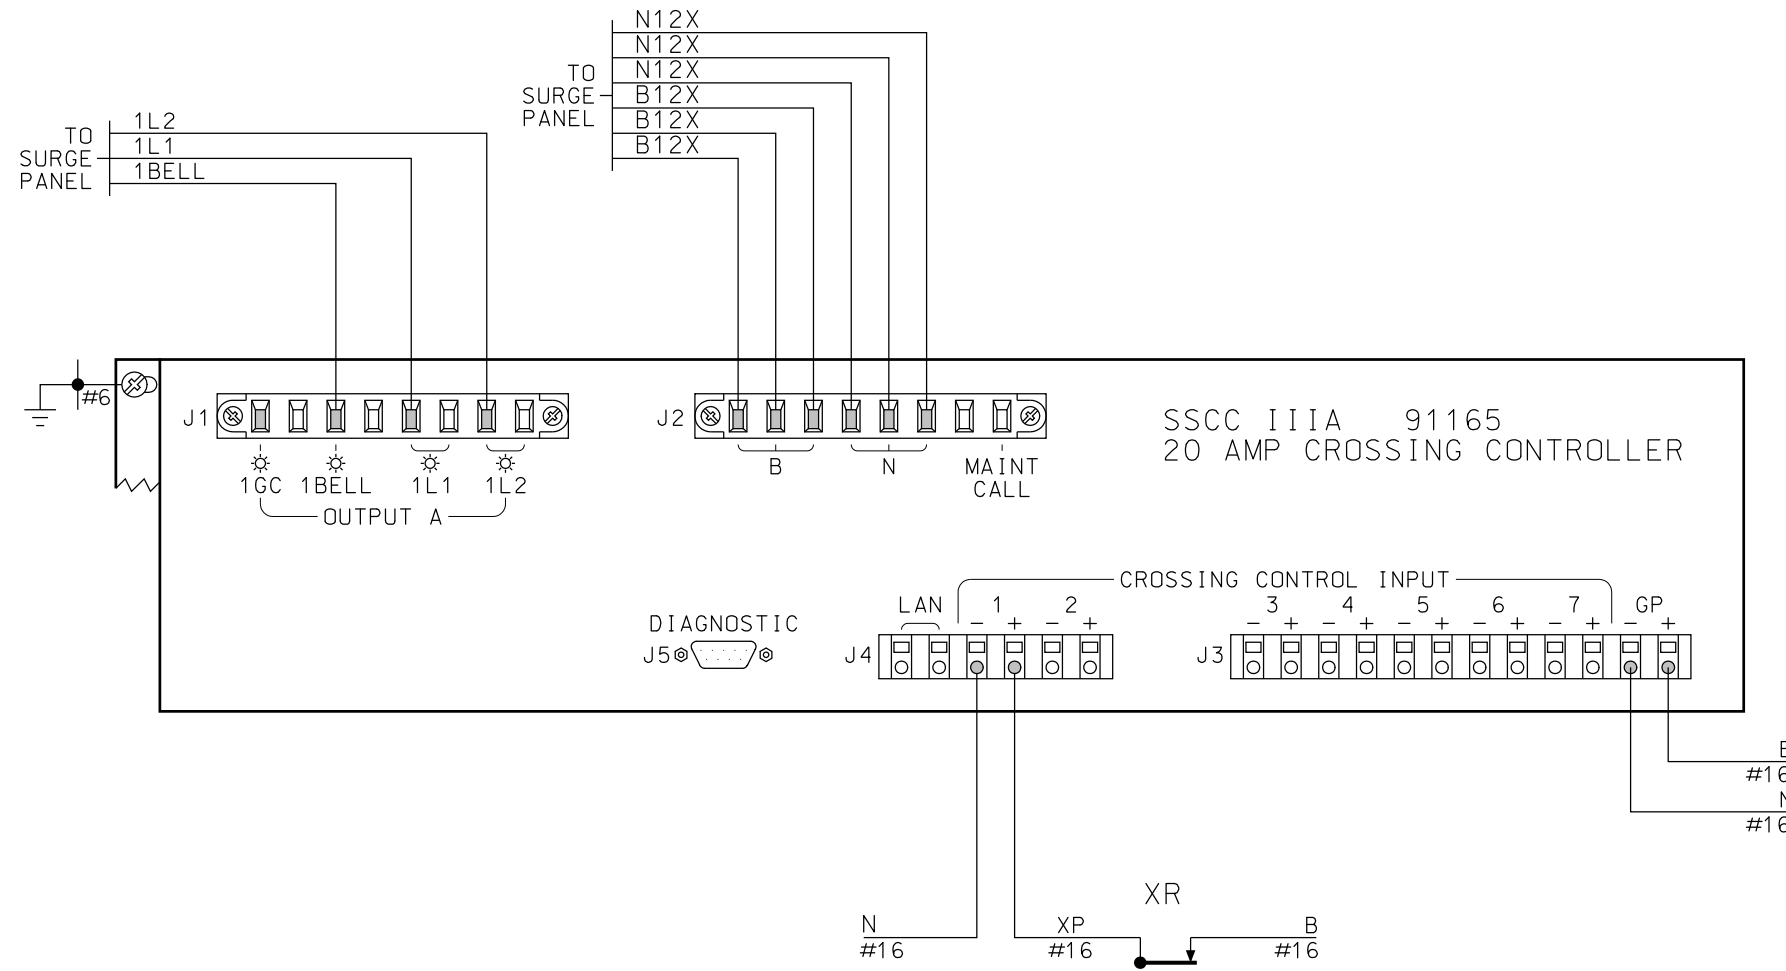 N12X
N12X
N12X
B12X
B12X
B12X
TO
SURGE
PANEL
1L2
1L1
1BELL
TO
SURGE
PANEL
#6
J1
1GC 1BELL 1L1 1L2
OUTPUT A
J2
B N MAINT
CALL
SSCC IIIA 91165
20 AMP CROSSING CONTROLLER
CROSSING CONTROL INPUT
LAN 1 2 3 4 5 6 7 GP
- + - + - + - + - + - + - + - +
DIAGNOSTIC
J5
J4
J3
#16
#16
XR
N XP B
#16 #16 #16